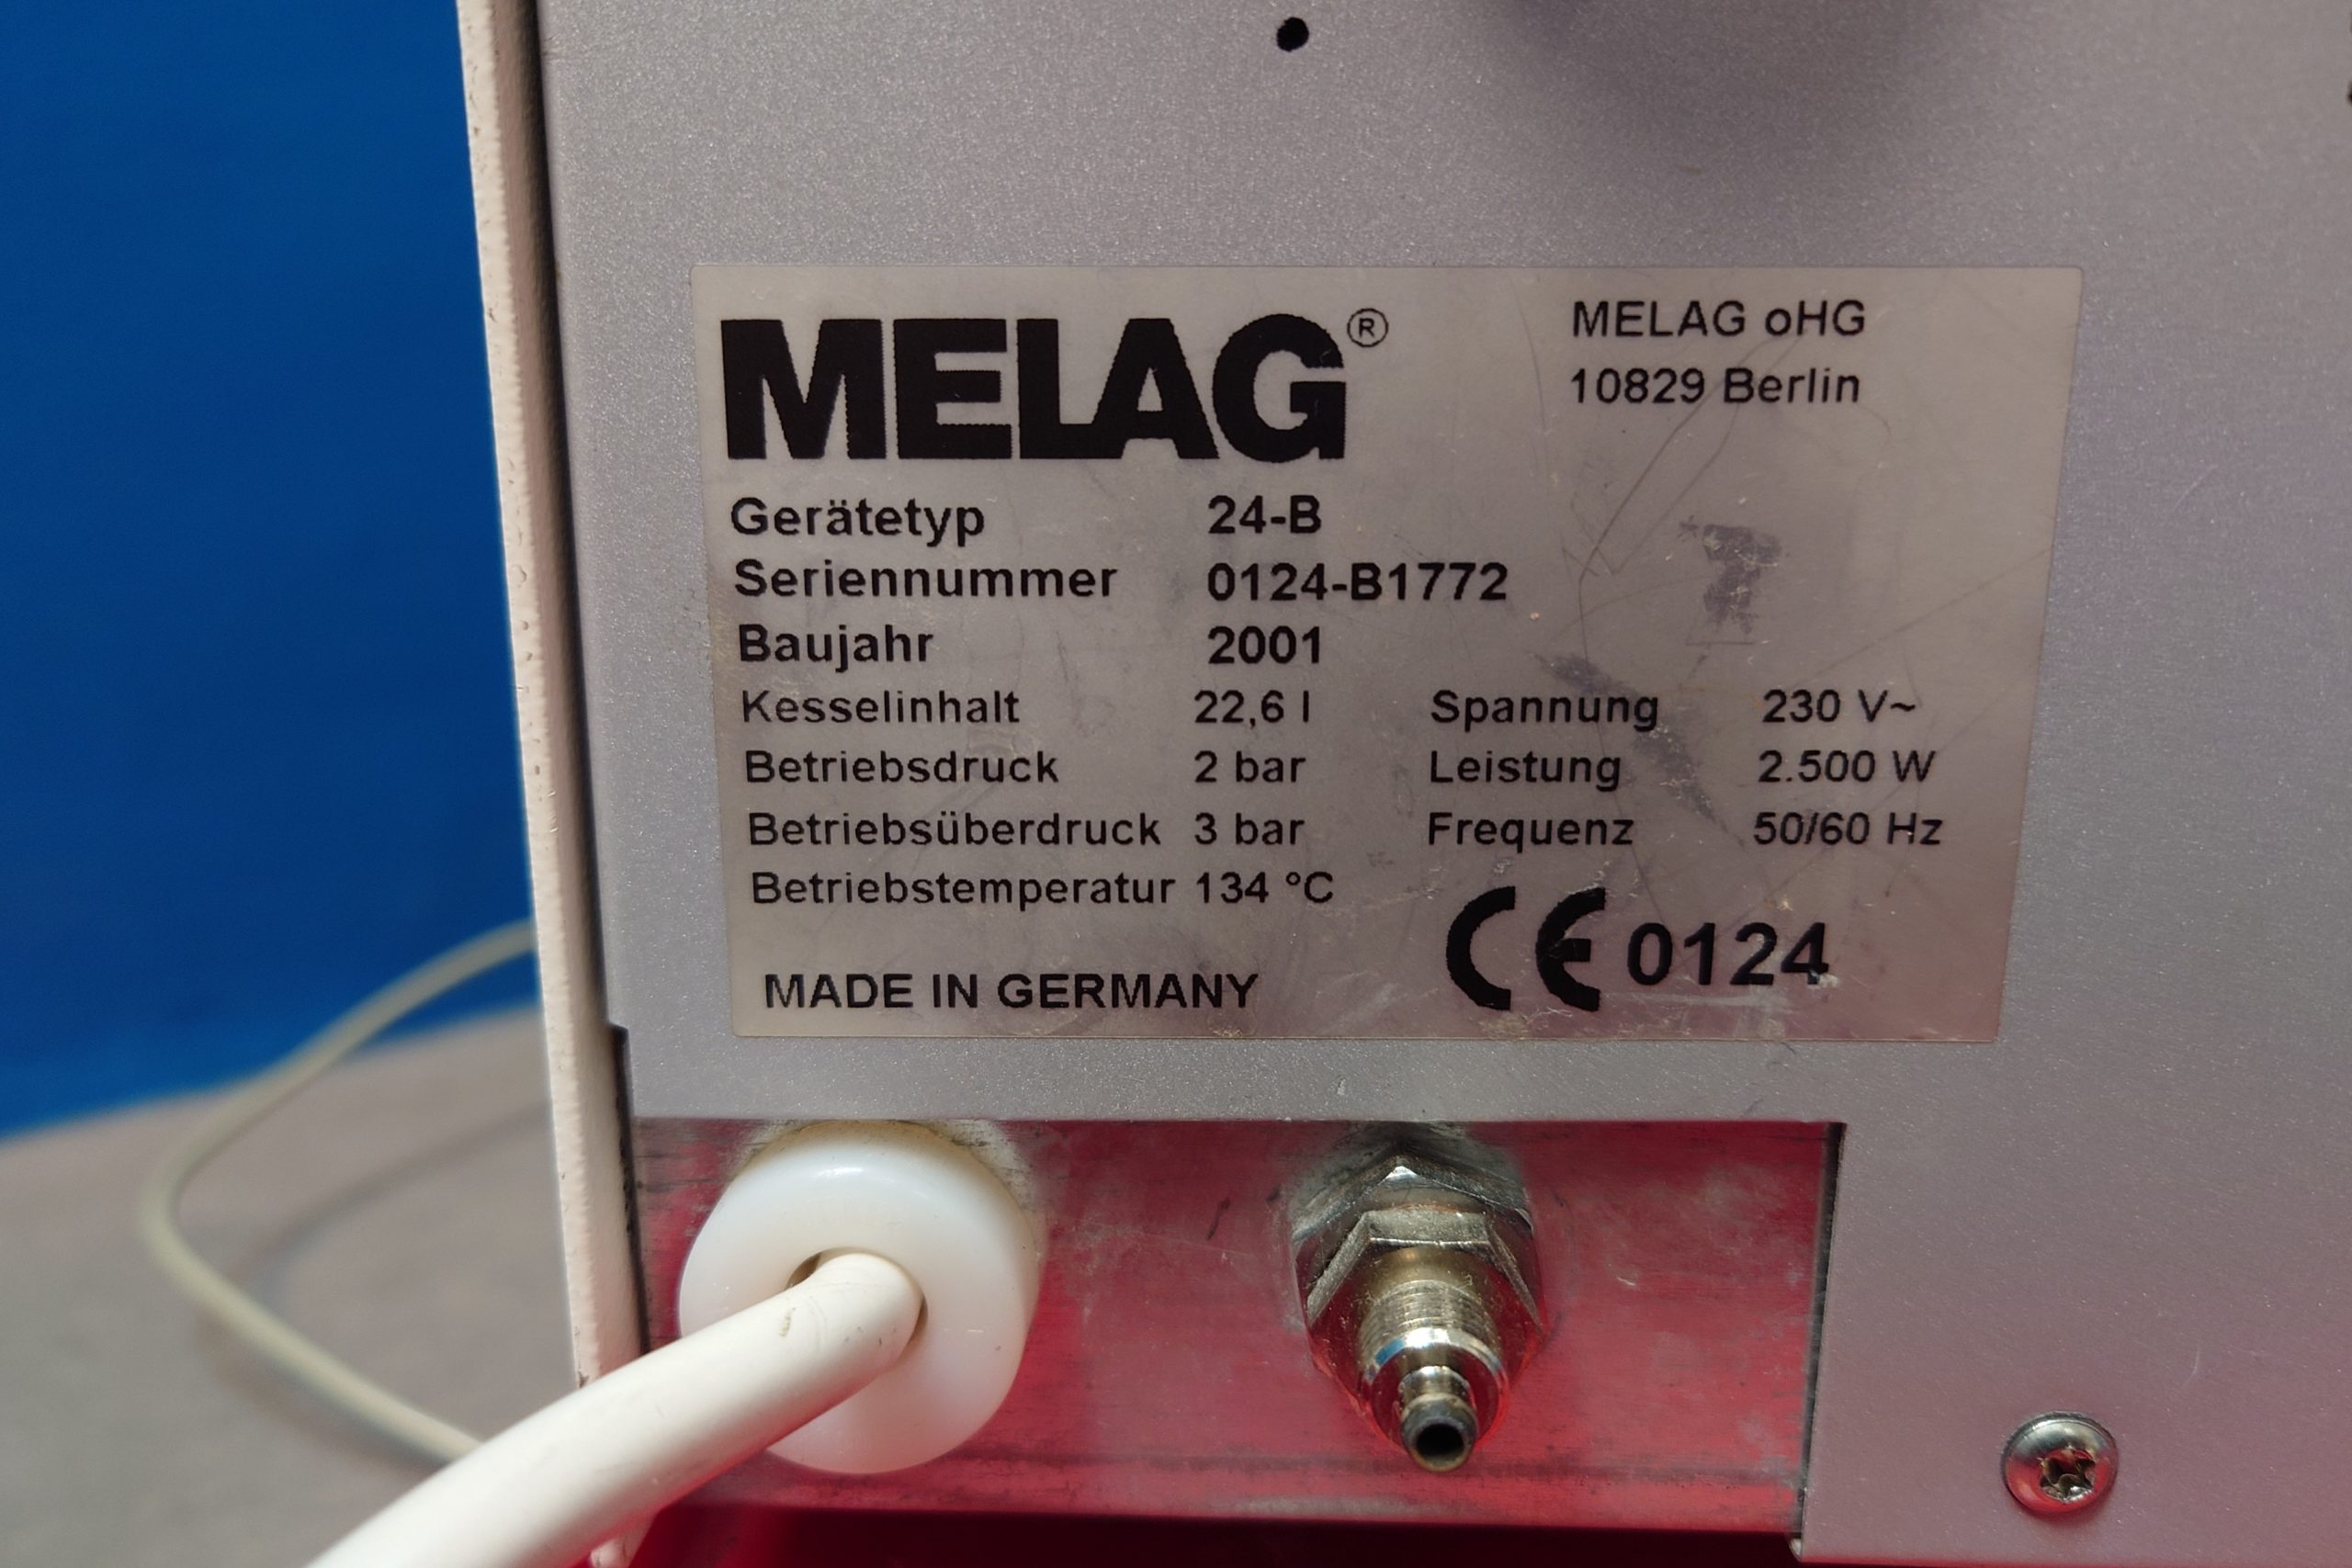 MELAG®
MELAG oHG
10829 Berlin
Gerätetyp 24-B
Seriennummer 0124-B1772
Baujahr 2001
Kesselinhalt 22,6 l Spannung 230 V~
Betriebsdruck 2 bar Leistung 2.500 W
Betriebsüberdruck 3 bar Frequenz 50/60 Hz
Betriebstemperatur 134 °C
CE 0124
MADE IN GERMANY